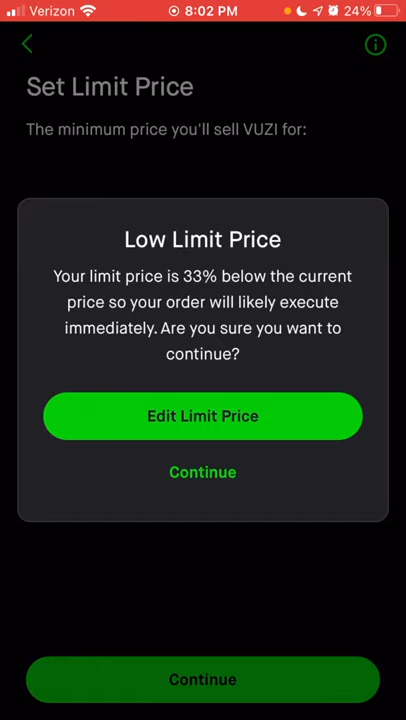 Verizon 8:02 PM 24%
Set Limit Price
The minimum price you'll sell VUZI for:
Low Limit Price
Your limit price is 33% below the current
price so your order will likely execute
immediately. Are you sure you want to
continue?
Edit Limit Price
Continue
Continue